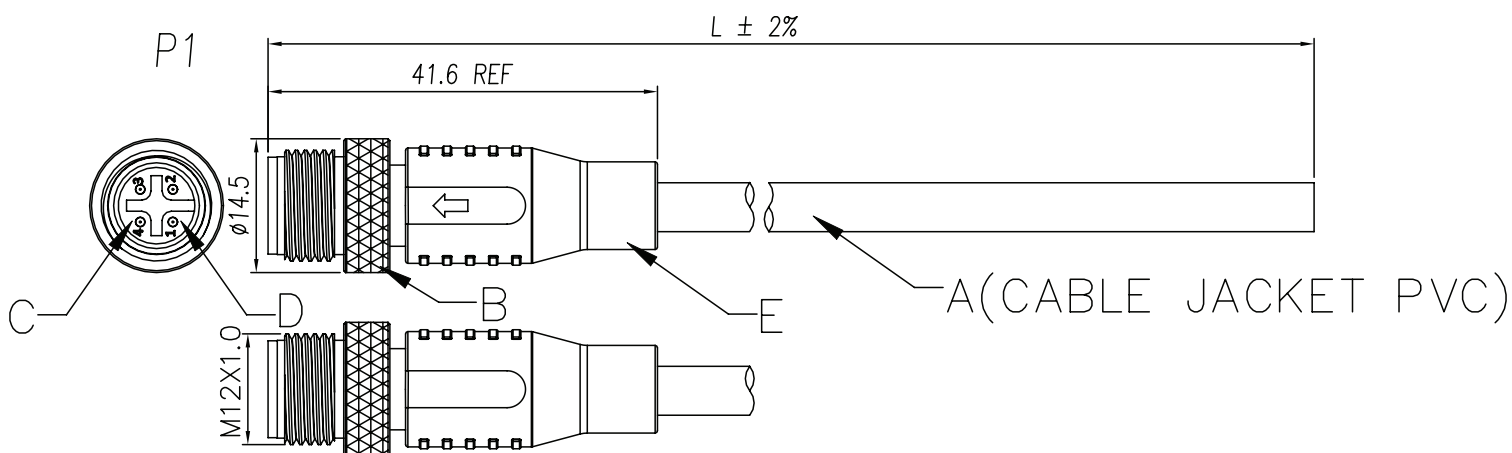 P1
L ± 2%
41.6 REF
3 2
4 1
ø14.5
C
D
B
E
A(CABLE JACKET PVC)
M12X1.0